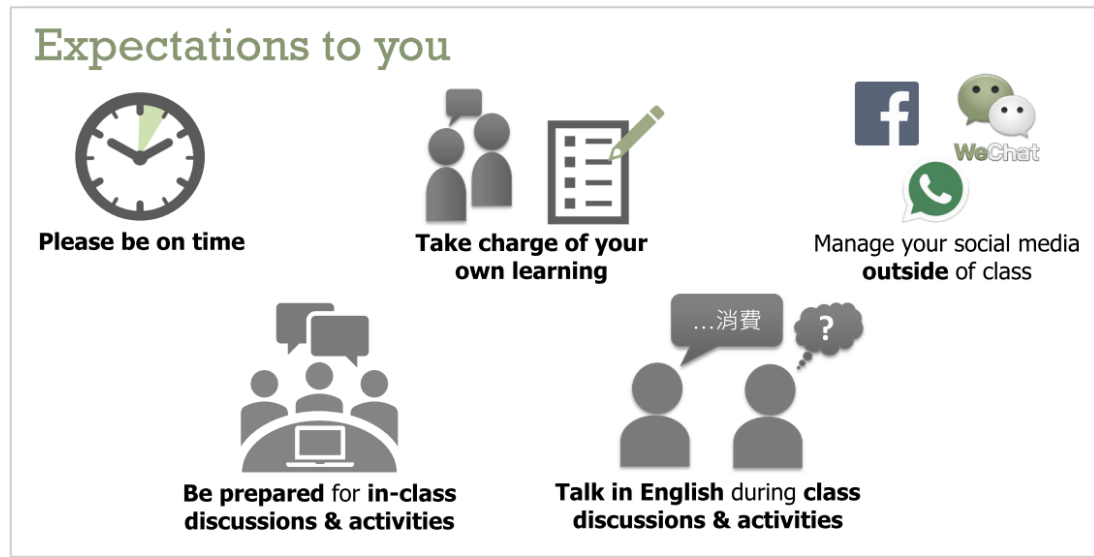 Expectations to you
Please be on time
Take charge of your
own learning
f
WeChat
Manage your social media
outside of class
Be prepared for in-class
discussions & activities
...消費
?
Talk in English during class
discussions & activities